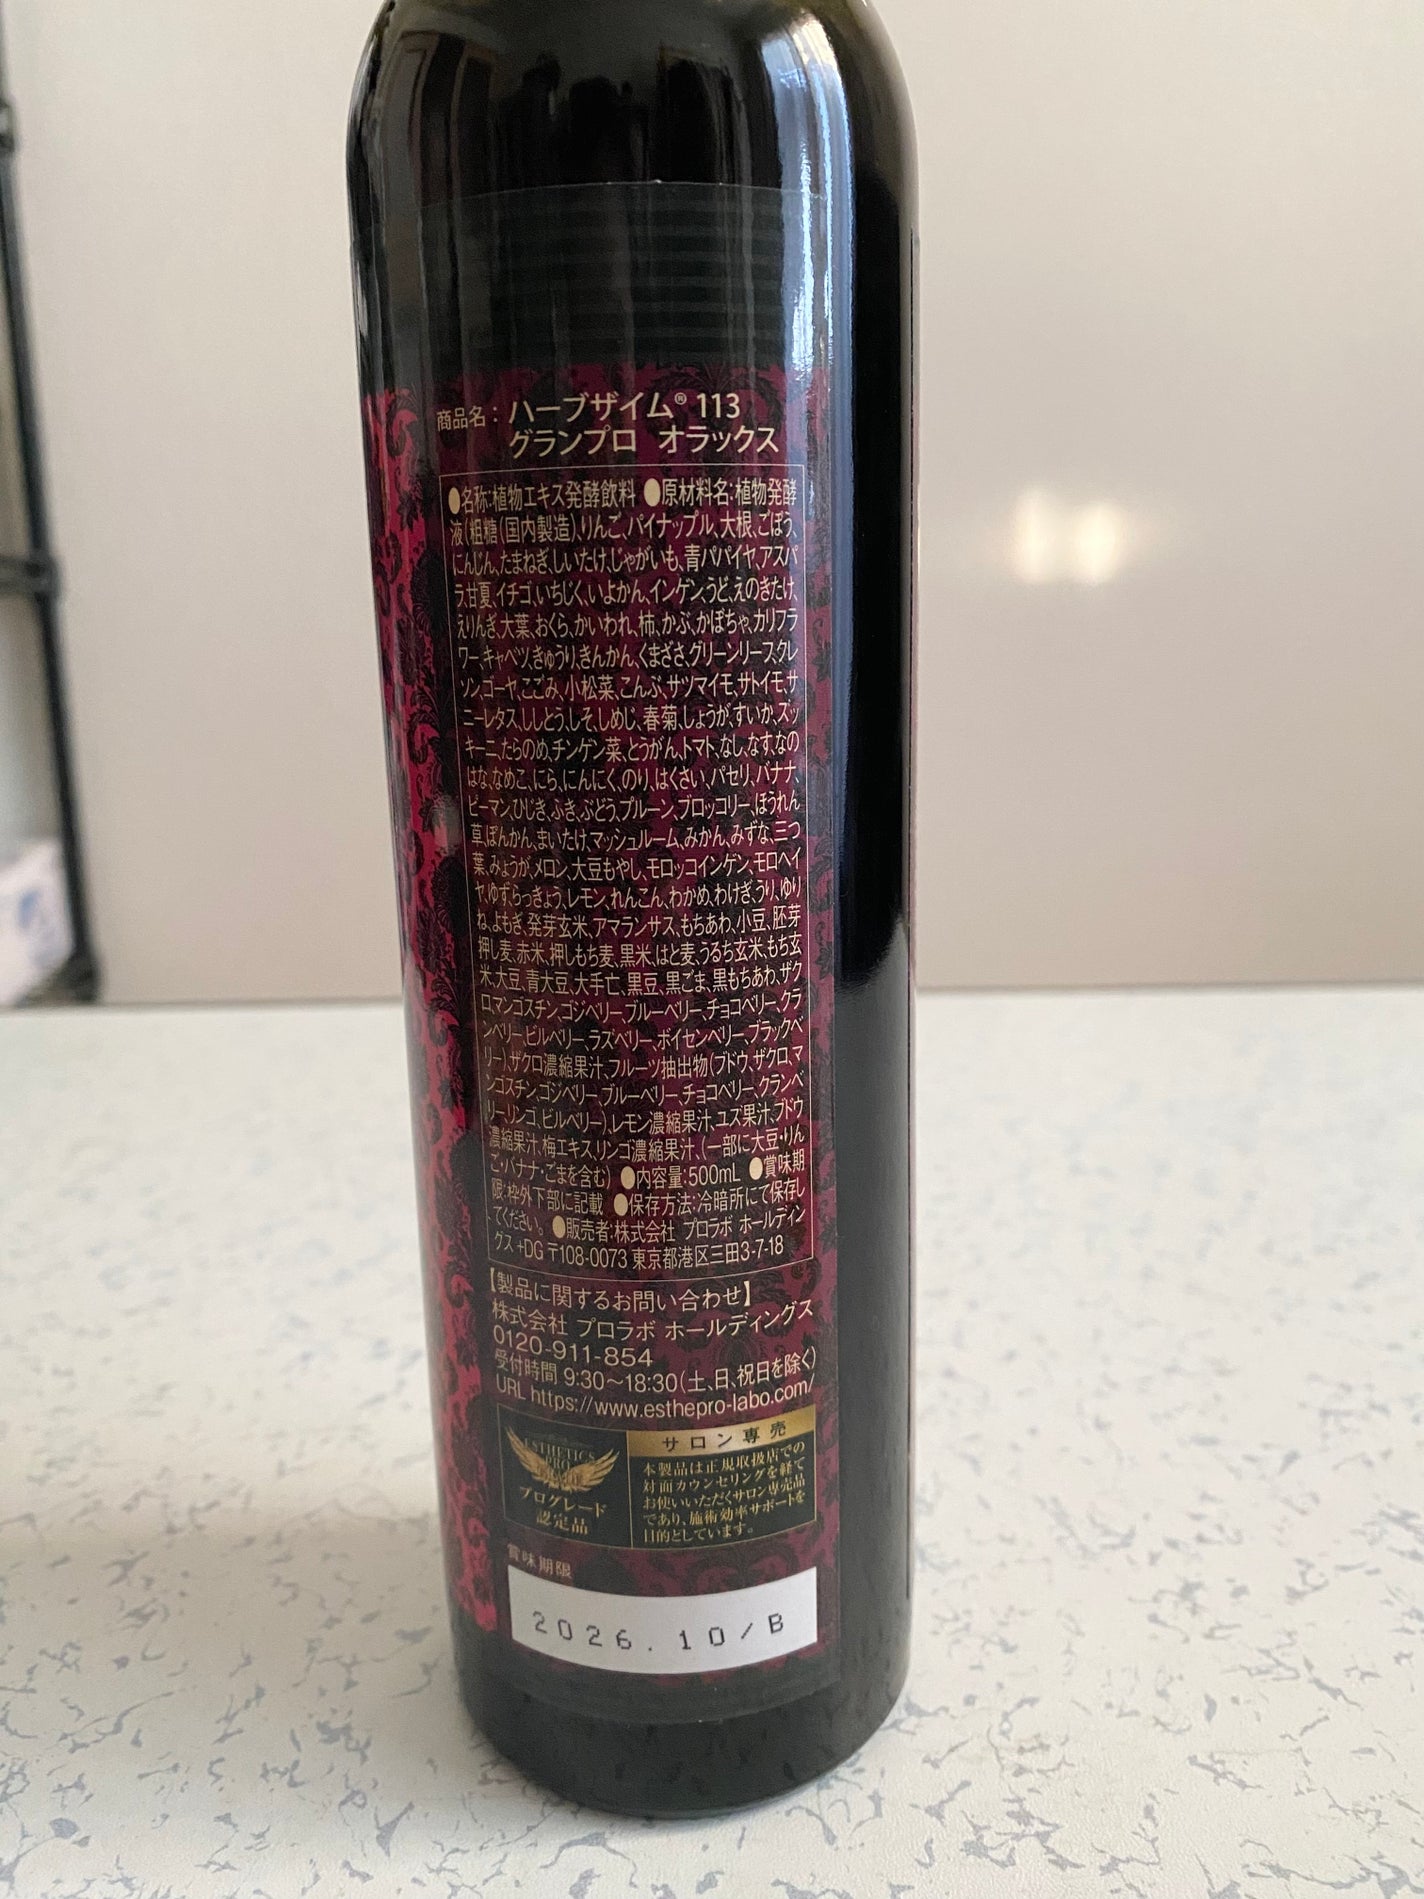 商品名：ハーブザイム® 113
グランプロ オラックス
●名称:植物エキス発酵飲料 ●原材料名:植物発酵
液(粗糖(国内製造)、りんご、パイナップル、大根、ごぼう、
にんじん、たまねぎ、しいたけ、じゃがいも、青パパイヤ、アスパ
ラ、甘夏、イチゴ、いちじく、いよかん、インゲン、うど、えのきたけ、
えりんぎ、大葉、おくら、かいわれ、柿、かぶ、かぼちゃ、カリフラ
ワー、キャベツ、きゅうり、きんかん、くまざさ、グリーンリーフ、クレ
ソン、ゴーヤ、こごみ、小松菜、こんぶ、サツマイモ、サトイモ、サ
ニーレタス、ししとう、しそ、しめじ、春菊、しょうが、すいか、ズッ
キーニ、たらのめ、チンゲン菜、とうがん、トマト、なし、なす、なの
はな、なめこ、にら、にんにく、のり、はくさい、パセリ、バナナ、
ピーマン、ひじき、ふき、ぶどう、プルーン、ブロッコリー、ほうれん
草、ぽんかん、まいたけ、マッシュルーム、みかん、みずな、三つ
葉、みょうが、メロン、大豆もやし、モロッコインゲン、モロヘイ
ヤ、ゆず、らっきょう、レモン、れんこん、わかめ、わけぎ、うり、ゆり
ね、よもぎ、発芽玄米、アマランサス、もちあわ、小豆、胚芽
押し麦、赤米、押しもち麦、黒米、はと麦、うるち玄米、もち玄
米、大豆、青大豆、大手亡、黒豆、黒ごま、黒もちあわ、ザク
ロ、マンゴスチン、ゴジベリー、ブルーベリー、チョコベリー、クラ
ンベリー、ビルベリー、ラズベリー、ボイセンベリー、ブラックベ
リー)、ザクロ濃縮果汁、フルーツ抽出物(ブドウ、ザクロ、マ
ンゴスチン、ゴジベリー、ブルーベリー、チョコベリー、クランベ
リー、リンゴ、ビルベリー)、レモン濃縮果汁、ユズ果汁、ブドウ
濃縮果汁、梅エキス、リンゴ濃縮果汁、(一部に大豆・りん
ご・バナナ・ごまを含む) ●内容量:500mL ●賞味期
限:枠外下部に記載 ●保存方法:冷暗所にて保存し
てください。 ●販売者:株式会社 プロラボ ホールディン
グス +DG 〒108-0073 東京都港区三田3-7-18
【製品に関するお問い合わせ】
株式会社 プロラボ ホールディングス
0120-911-854
受付時間 9:30～18:30(土、日、祝日を除く)
URL https://www.esthepro-labo.com/
ESTHETICS
PRO
LABO
プログレード
認定品
サロン専売
本製品は正規取扱店での
対面カウンセリングを経て
お使いいただくサロン専売品
であり、施術効率サポートを
目的としています。
賞味期限
2026.10/B